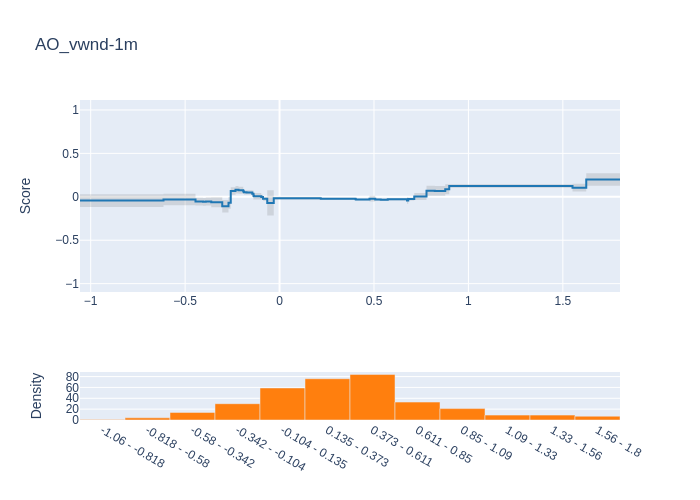 AO_vwnd-1m
1
0.5
0
−0.5
−1
Score
−1
−0.5
0
0.5
1
1.5
80
60
40
20
0
Density
-1.06 - -0.818
-0.818 - -0.58
-0.58 - -0.342
-0.342 - -0.104
-0.104 - 0.135
0.135 - 0.373
0.373 - 0.611
0.611 - 0.85
0.85 - 1.09
1.09 - 1.33
1.33 - 1.56
1.56 - 1.8